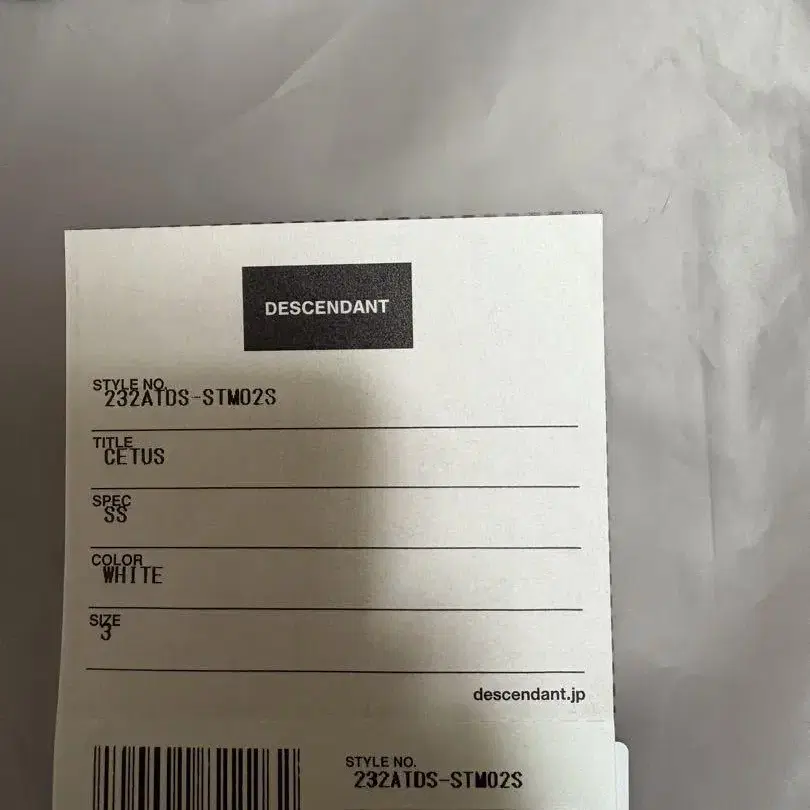 DESCENDANT
STYLE NO.
232ATDS-STM02S
TITLE
CETUS
SPEC
SS
COLOR
WHITE
SIZE
3
descendant.jp
STYLE NO.
232ATDS-STM02S